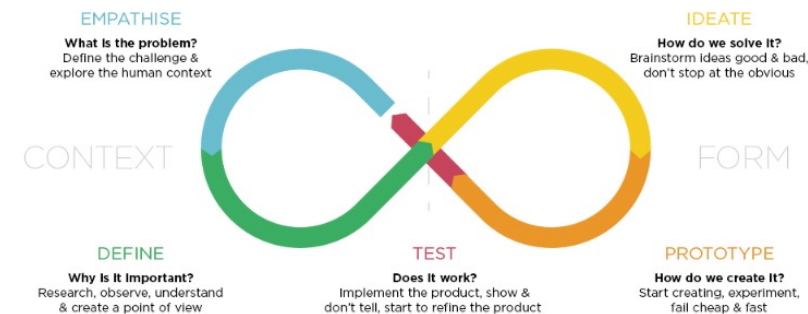 EMPATHISE
What is the problem?
Define the challenge &
explore the human context
IDEATE
How do we solve it?
Brainstorm ideas good & bad,
don't stop at the obvious
CONTEXT
FORM
DEFINE
Why Is It Important?
Research, observe, understand
& create a point of view
TEST
Does it work?
Implement the product, show &
don't tell, start to refine the product
PROTOTYPE
How do we create it?
Start creating, experiment,
fail cheap & fast